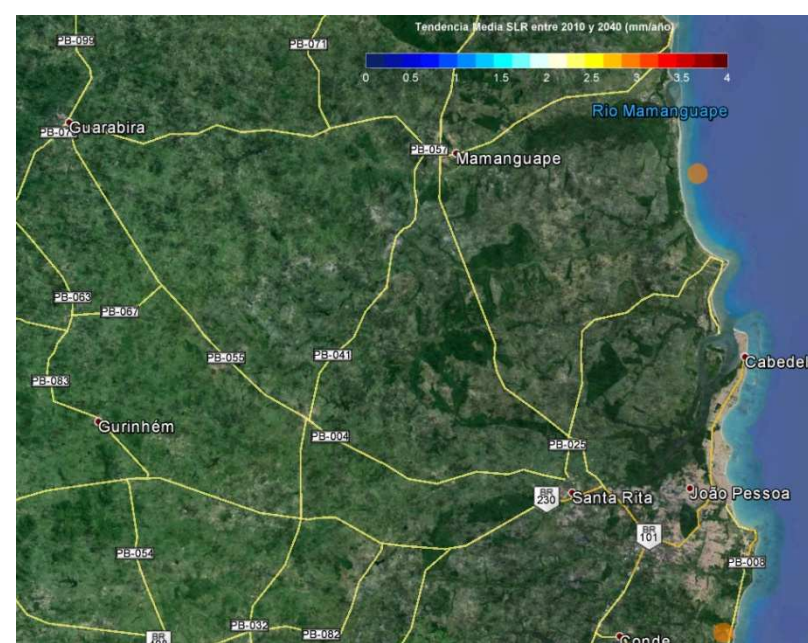 Tendencia Media SLR entre 2010 y 2040 (mm/año)
0 0.5 1 1.5 2 2.5 3 3.5 4
PB-099
PB-071
Rio Mamanguape
Guarabira
PB-057
Mamanguape
PB-063
PB-067
PB-055
PB-041
Cabedel
PB-083
Gurinhém
PB-004
PB-025
BR
230
Santa Rita
João Pessoa
BR
101
PB-054
PB-008
PB-032
PB-082
BR
Conde